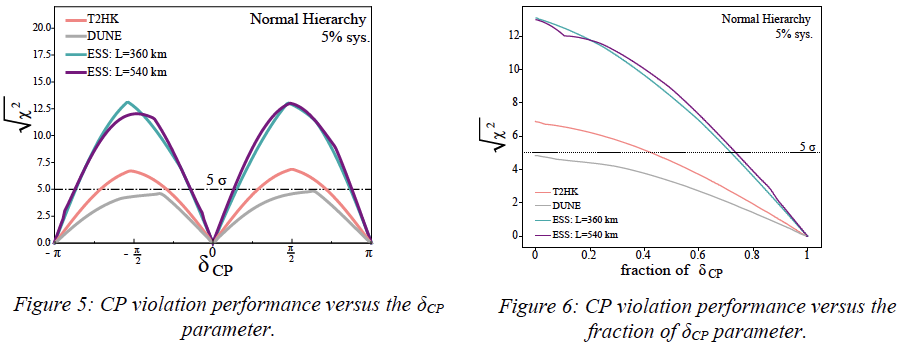 Normal Hierarchy
5% sys.
T2HK
DUNE
ESS: L=360 km
ESS: L=540 km
22.5
20.0
17.5
15.0
12.5
10.0
7.5
5.0
2.5
0.0
√χ²
5 σ
- π
- π/2
0
π/2
π
δCP
Figure 5: CP violation performance versus the δCP
parameter.
Normal Hierarchy
5% sys.
12
10
8
6
4
2
0
√χ²
5 σ
T2HK
DUNE
ESS: L=360 km
ESS: L=540 km
0
0.2
0.4
0.6
0.8
1
fraction of δCP
Figure 6: CP violation performance versus the
fraction of δCP parameter.